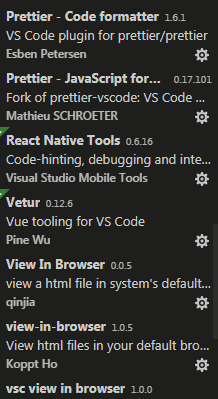 Prettier - Code formatter 1.6.1
VS Code plugin for prettier/prettier
Esben Petersen
Prettier - JavaScript for... 0.17.101
Fork of prettier-vscode: VS Code ...
Mathieu SCHROETER
React Native Tools 0.6.16
Code-hinting, debugging and inte...
Visual Studio Mobile Tools
Vetur 0.12.6
Vue tooling for VS Code
Pine Wu
View In Browser 0.0.5
view a html file in system's default...
qinjia
view-in-browser 1.0.5
View html files in your default bro...
Koppt Ho
vsc view in browser 1.0.0